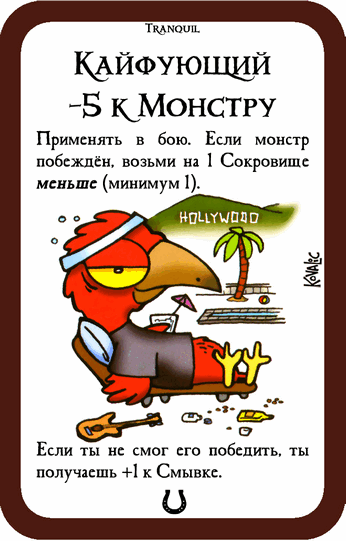 Tranquil
Кайфующий
-5 к Монстру
Применять в бою. Если монстр
побеждён, возьми на 1 Сокровище
меньше (минимум 1).
HOLLYWOOD
Kovalic
Если ты не смог его победить, ты
получаешь +1 к Смывке.